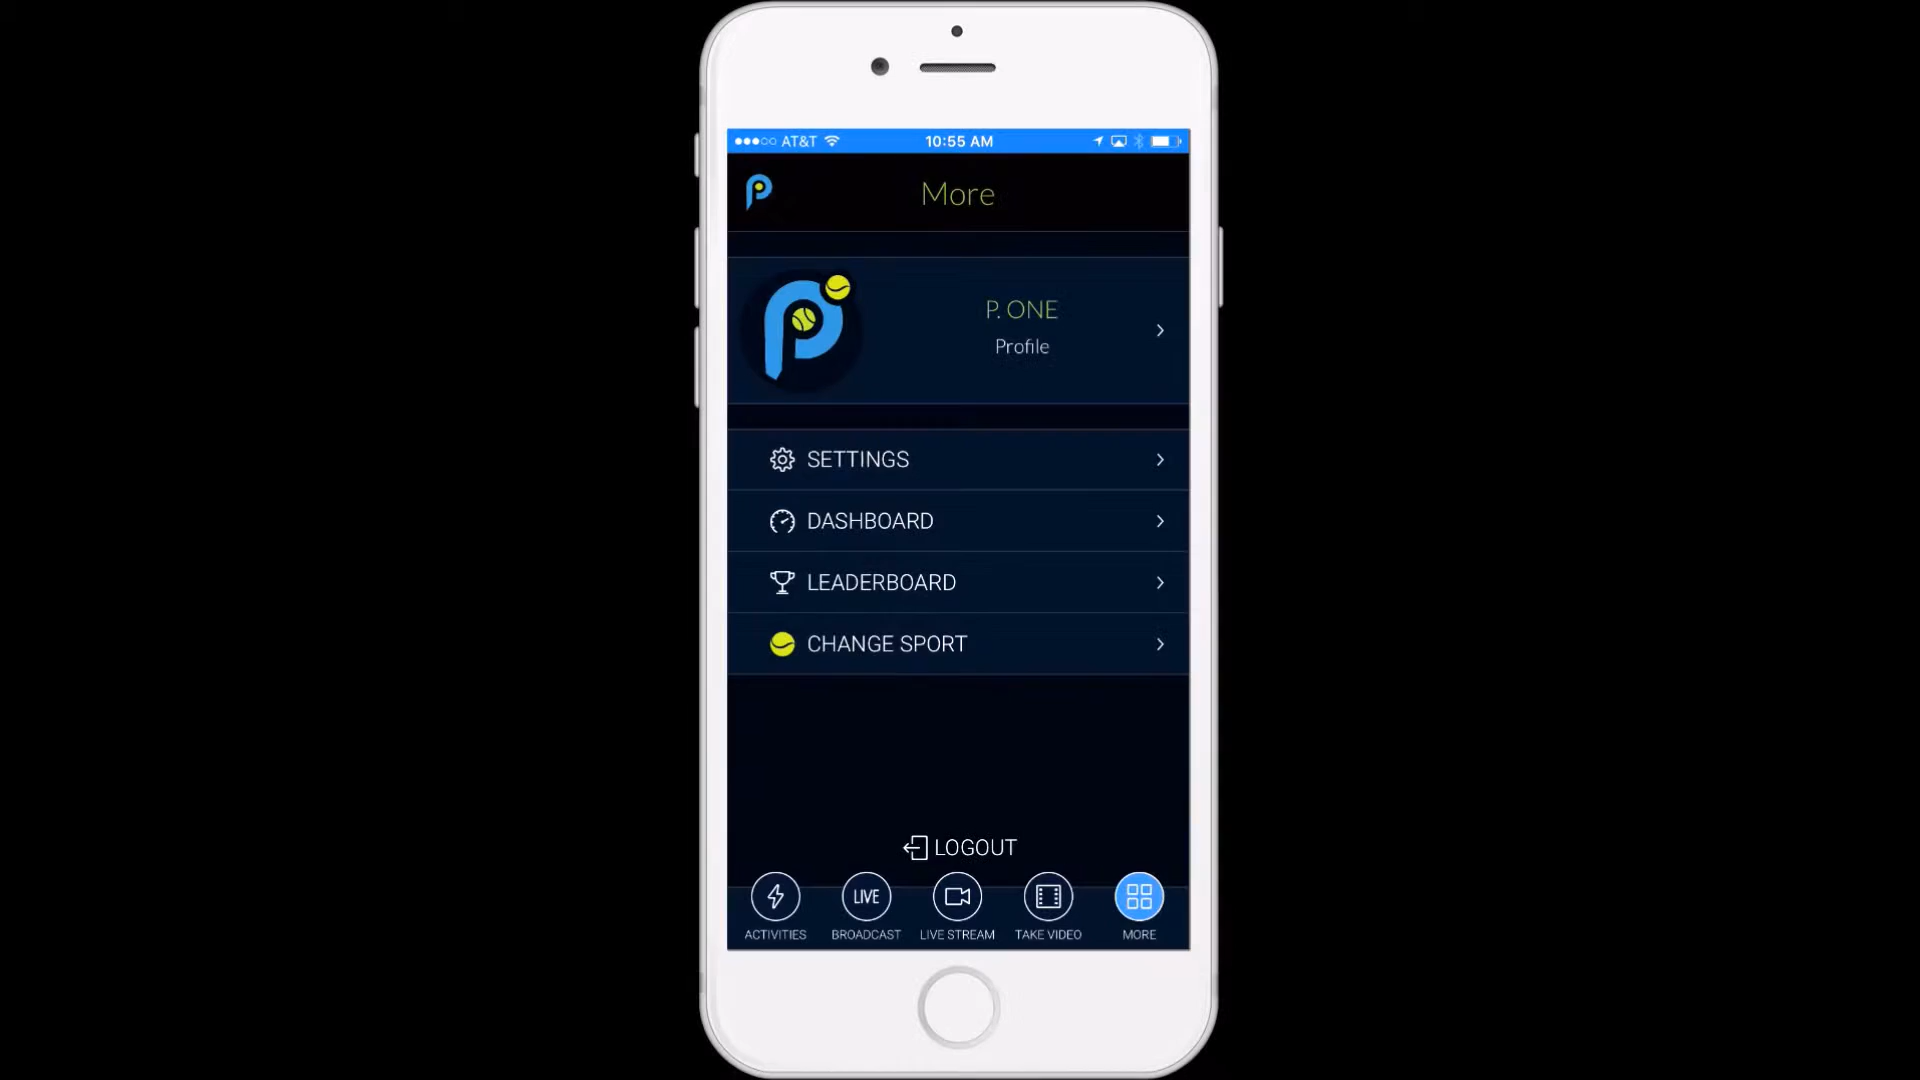 AT&T 10:55 AM
More
P. ONE
Profile
SETTINGS
DASHBOARD
LEADERBOARD
CHANGE SPORT
LOGOUT
LIVE
ACTIVITIES BROADCAST LIVE STREAM TAKE VIDEO MORE